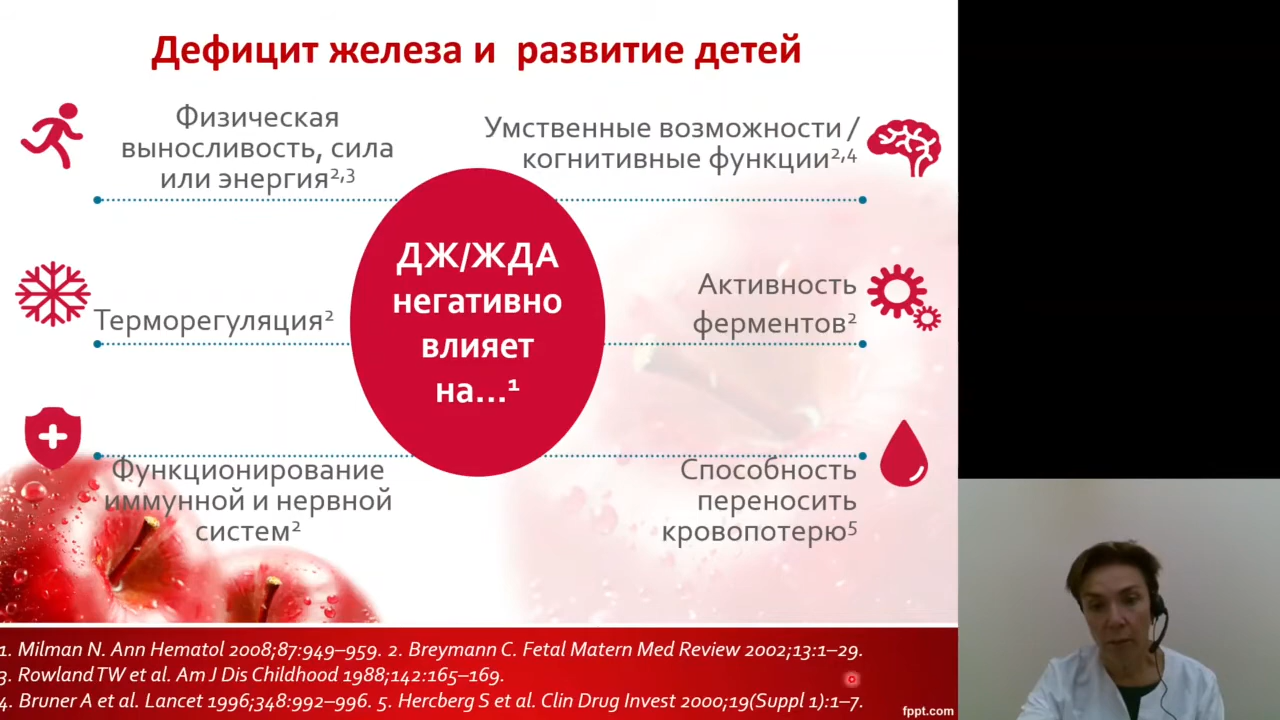 Дефицит железа и развитие детей
Физическая
выносливость, сила
или энергия²,³
Умственные возможности /
когнитивные функции²,⁴
ДЖ/ЖДА
негативно
влияет
на...¹
Терморегуляция²
Активность
ферментов²
Функционирование
иммунной и нервной
систем²
Способность
переносить
кровопотерю⁵
1. Milman N. Ann Hematol 2008;87:949–959. 2. Breymann C. Fetal Matern Med Review 2002;13:1–29.
3. Rowland TW et al. Am J Dis Childhood 1988;142:165–169.
4. Bruner A et al. Lancet 1996;348:992–996. 5. Hercberg S et al. Clin Drug Invest 2000;19(Suppl 1):1–7.
fppt.com